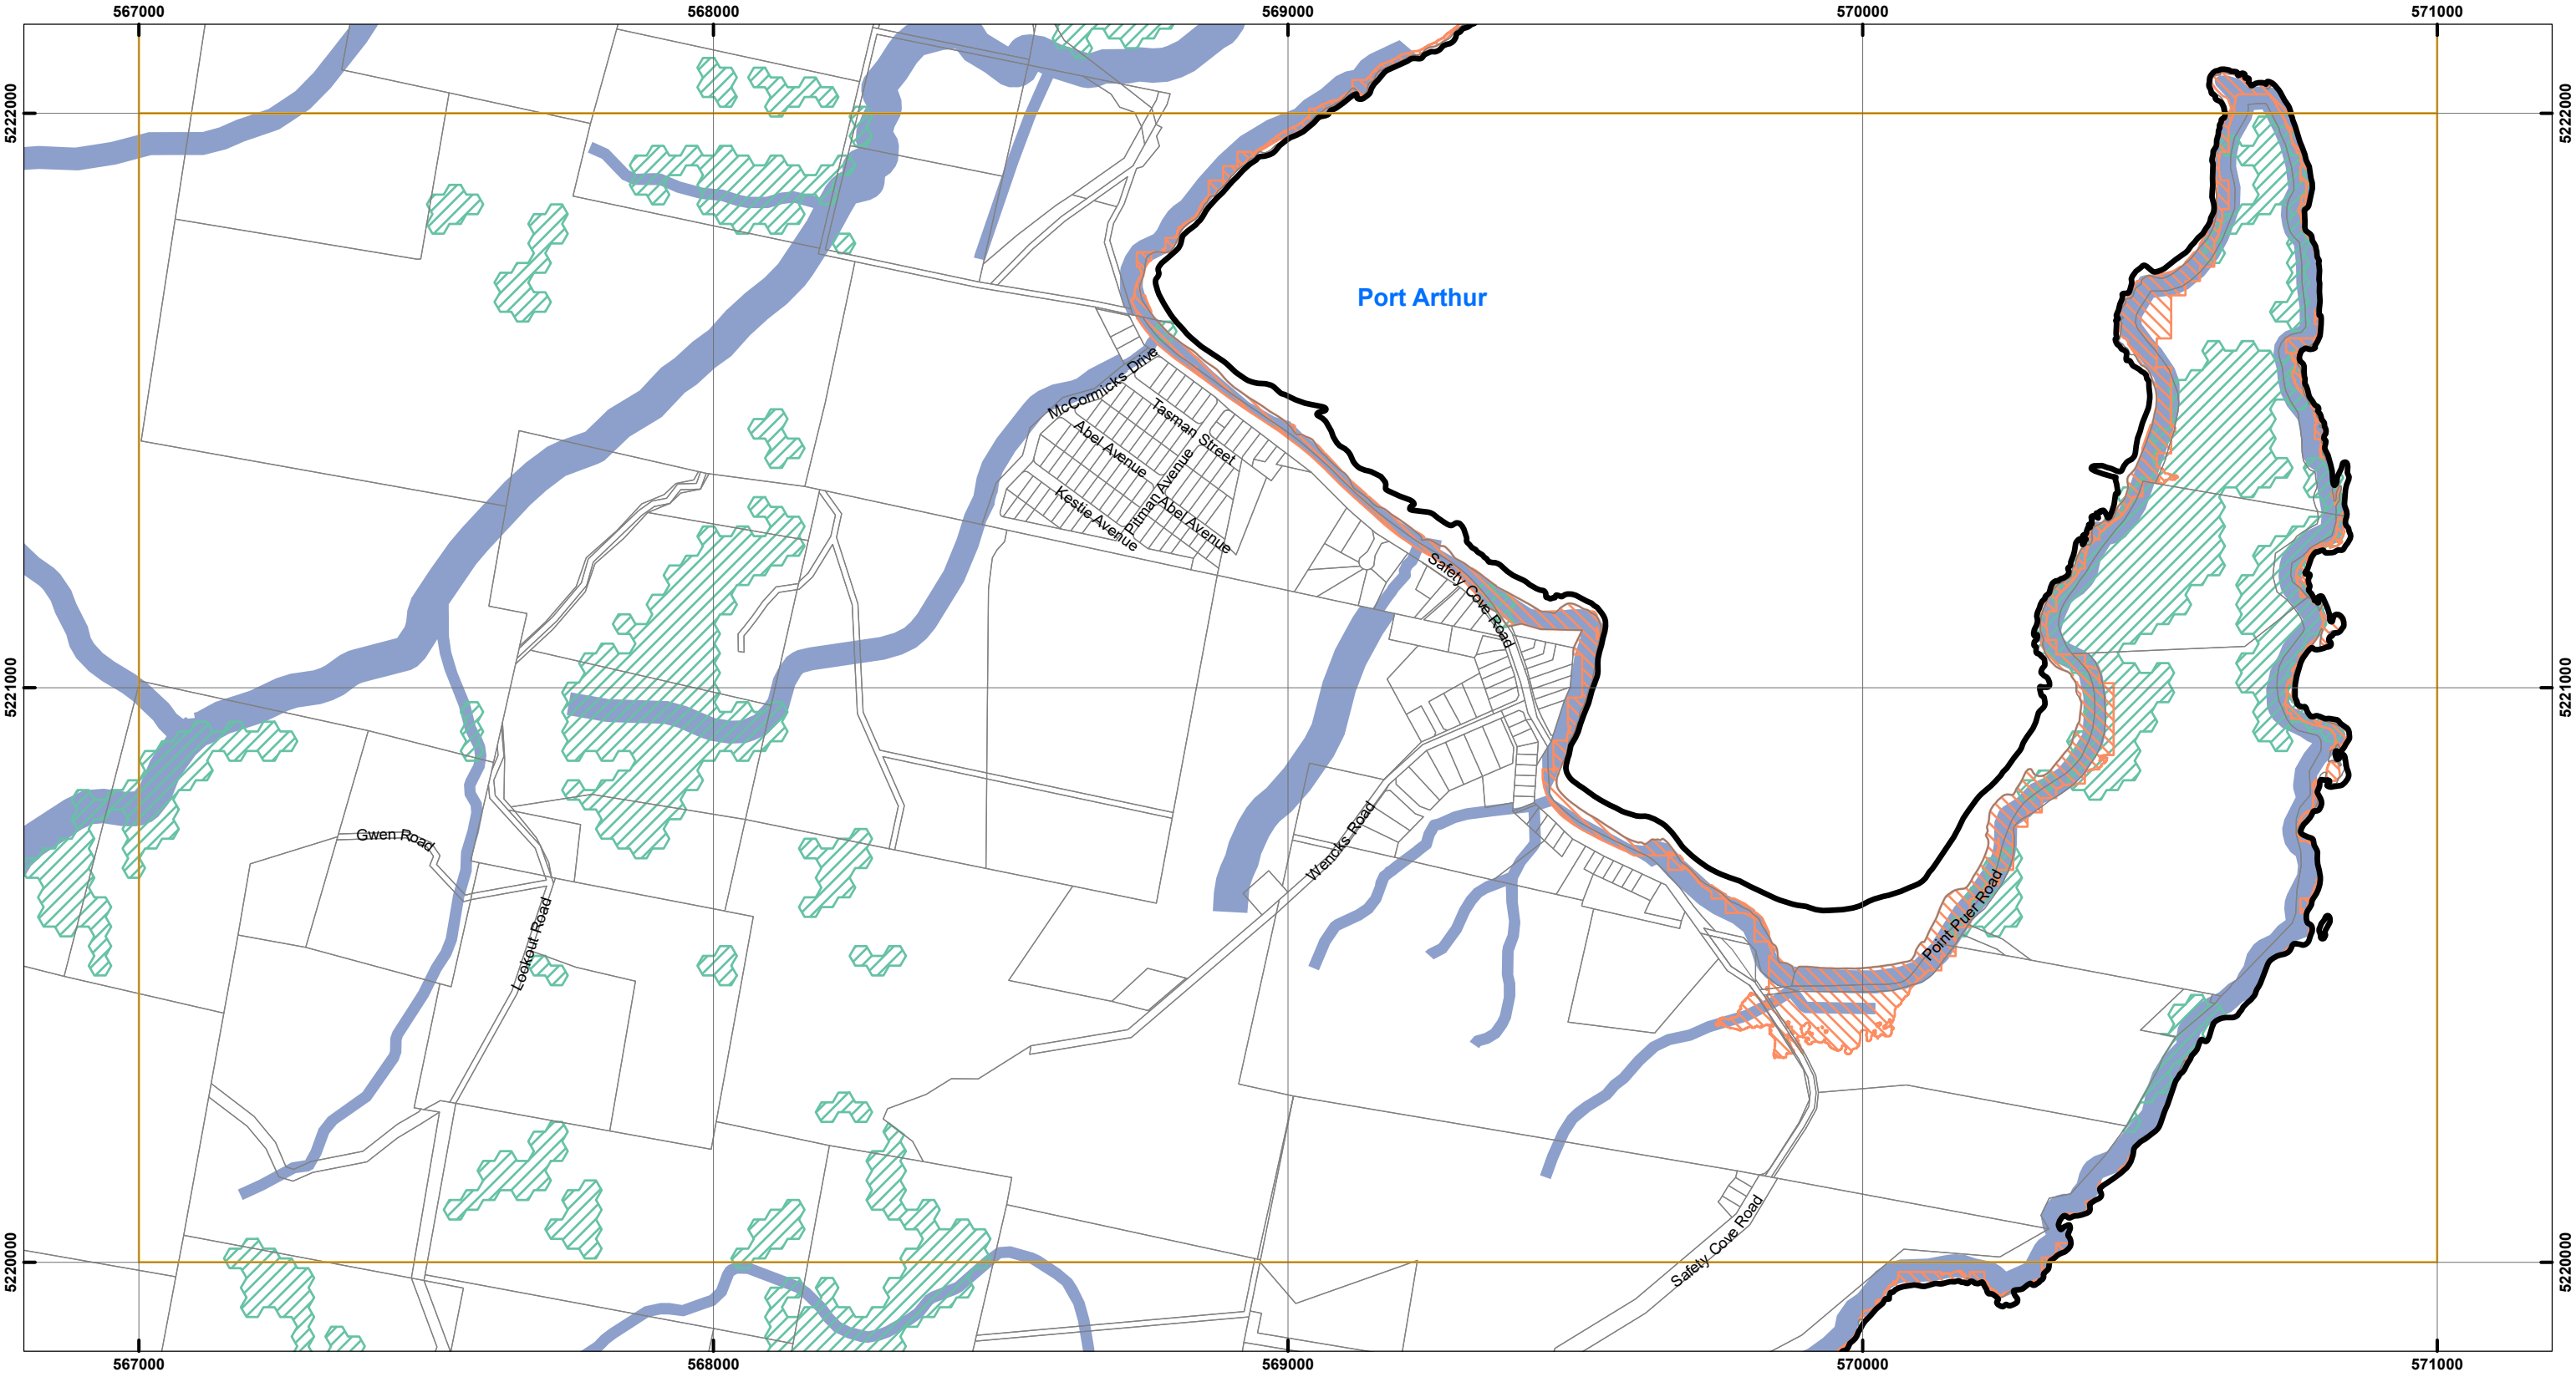 567000
568000
569000
570000
571000
5222000
5222000
Port Arthur
McCormicks Drive
Tasman Street
Abel Avenue
Pitman Avenue
Kestle Avenue
Abel Avenue
Safety Cove Road
5221000
5221000
Gwen Road
Wencks Road
Lookout Road
Point Puer Road
Safety Cove Road
5220000
5220000
567000
568000
569000
570000
571000